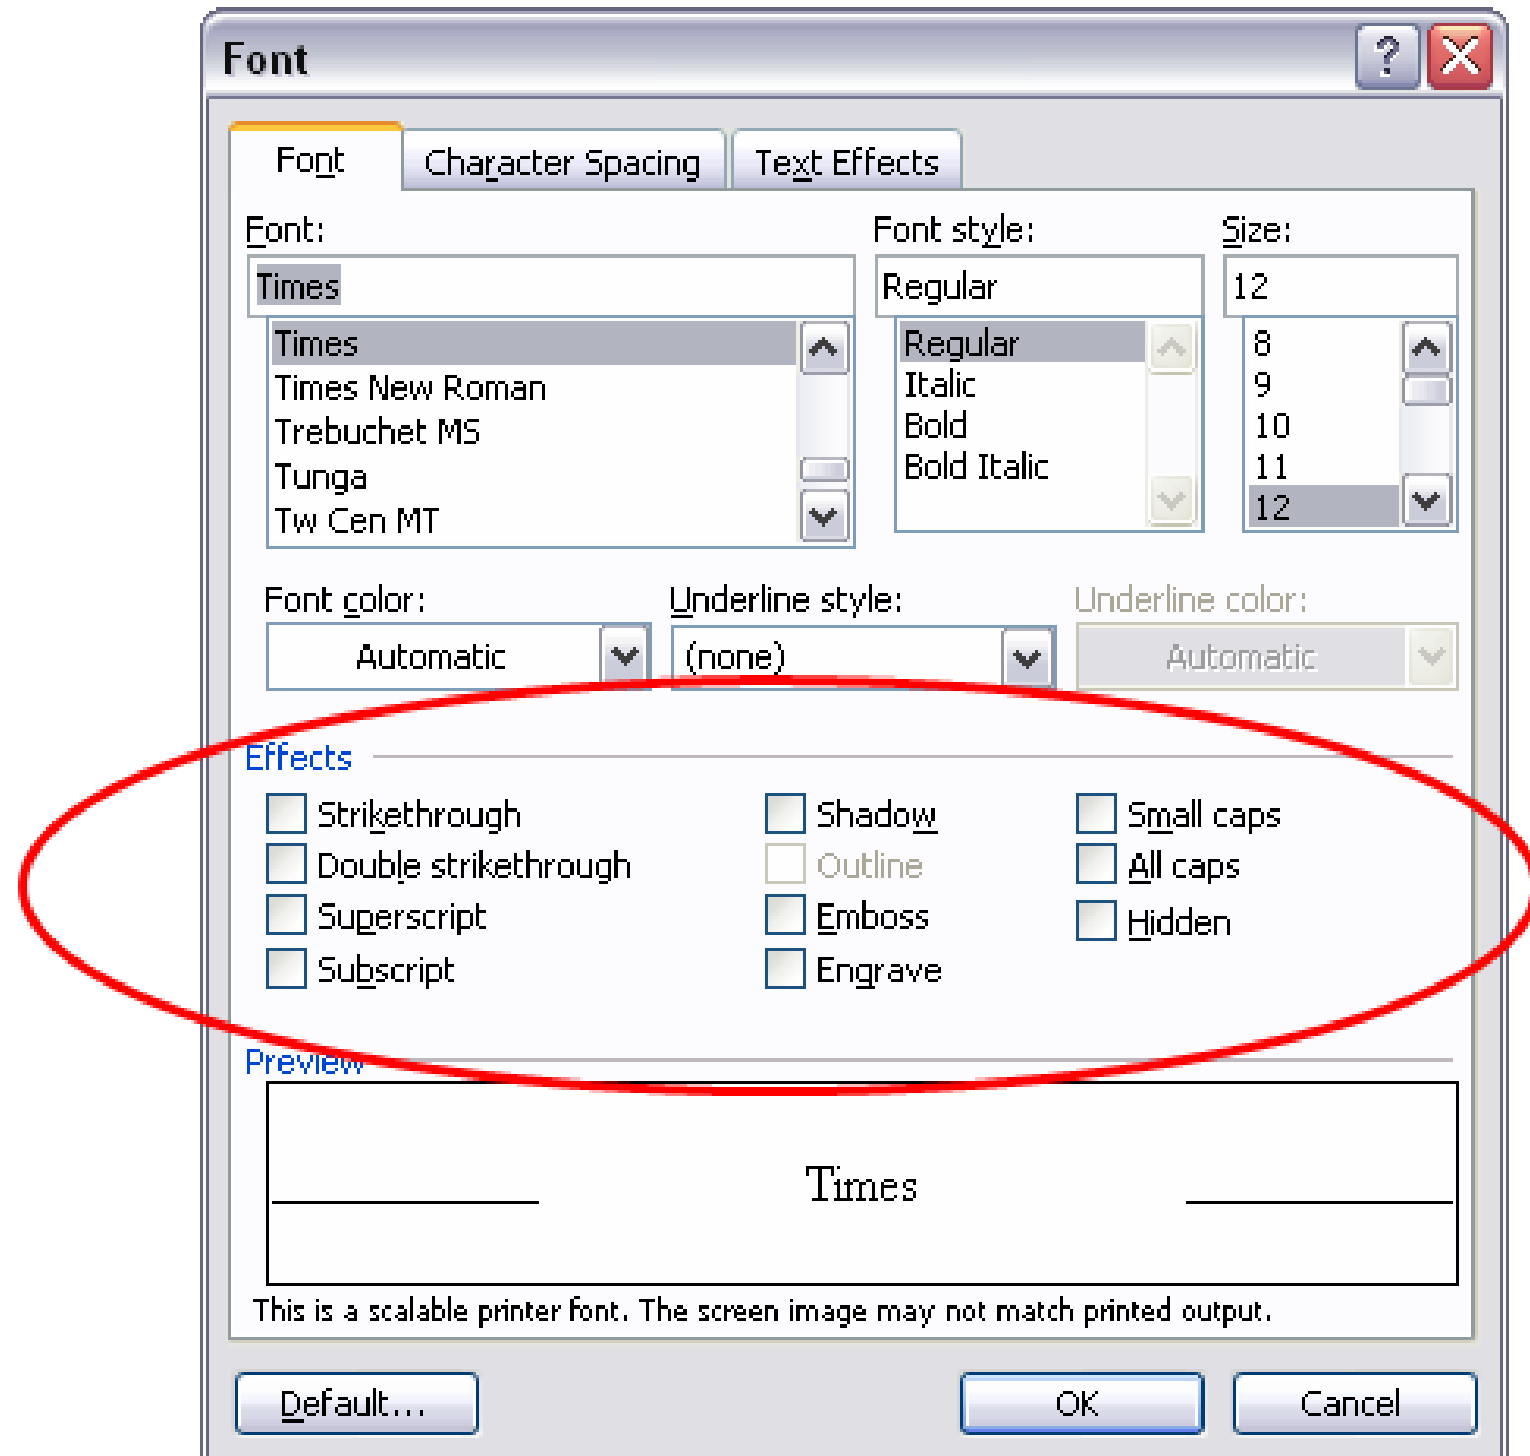 Font
?
Font Character Spacing Text Effects
Font: Font style: Size:
Times Regular 12
Times Regular 8
Times New Roman Italic 9
Trebuchet MS Bold 10
Tunga Bold Italic 11
Tw Cen MT 12
Font color: Underline style: Underline color:
Automatic (none) Automatic
Effects
Strikethrough Shadow Small caps
Double strikethrough Outline All caps
Superscript Emboss Hidden
Subscript Engrave
Preview
Times
This is a scalable printer font. The screen image may not match printed output.
Default... OK Cancel